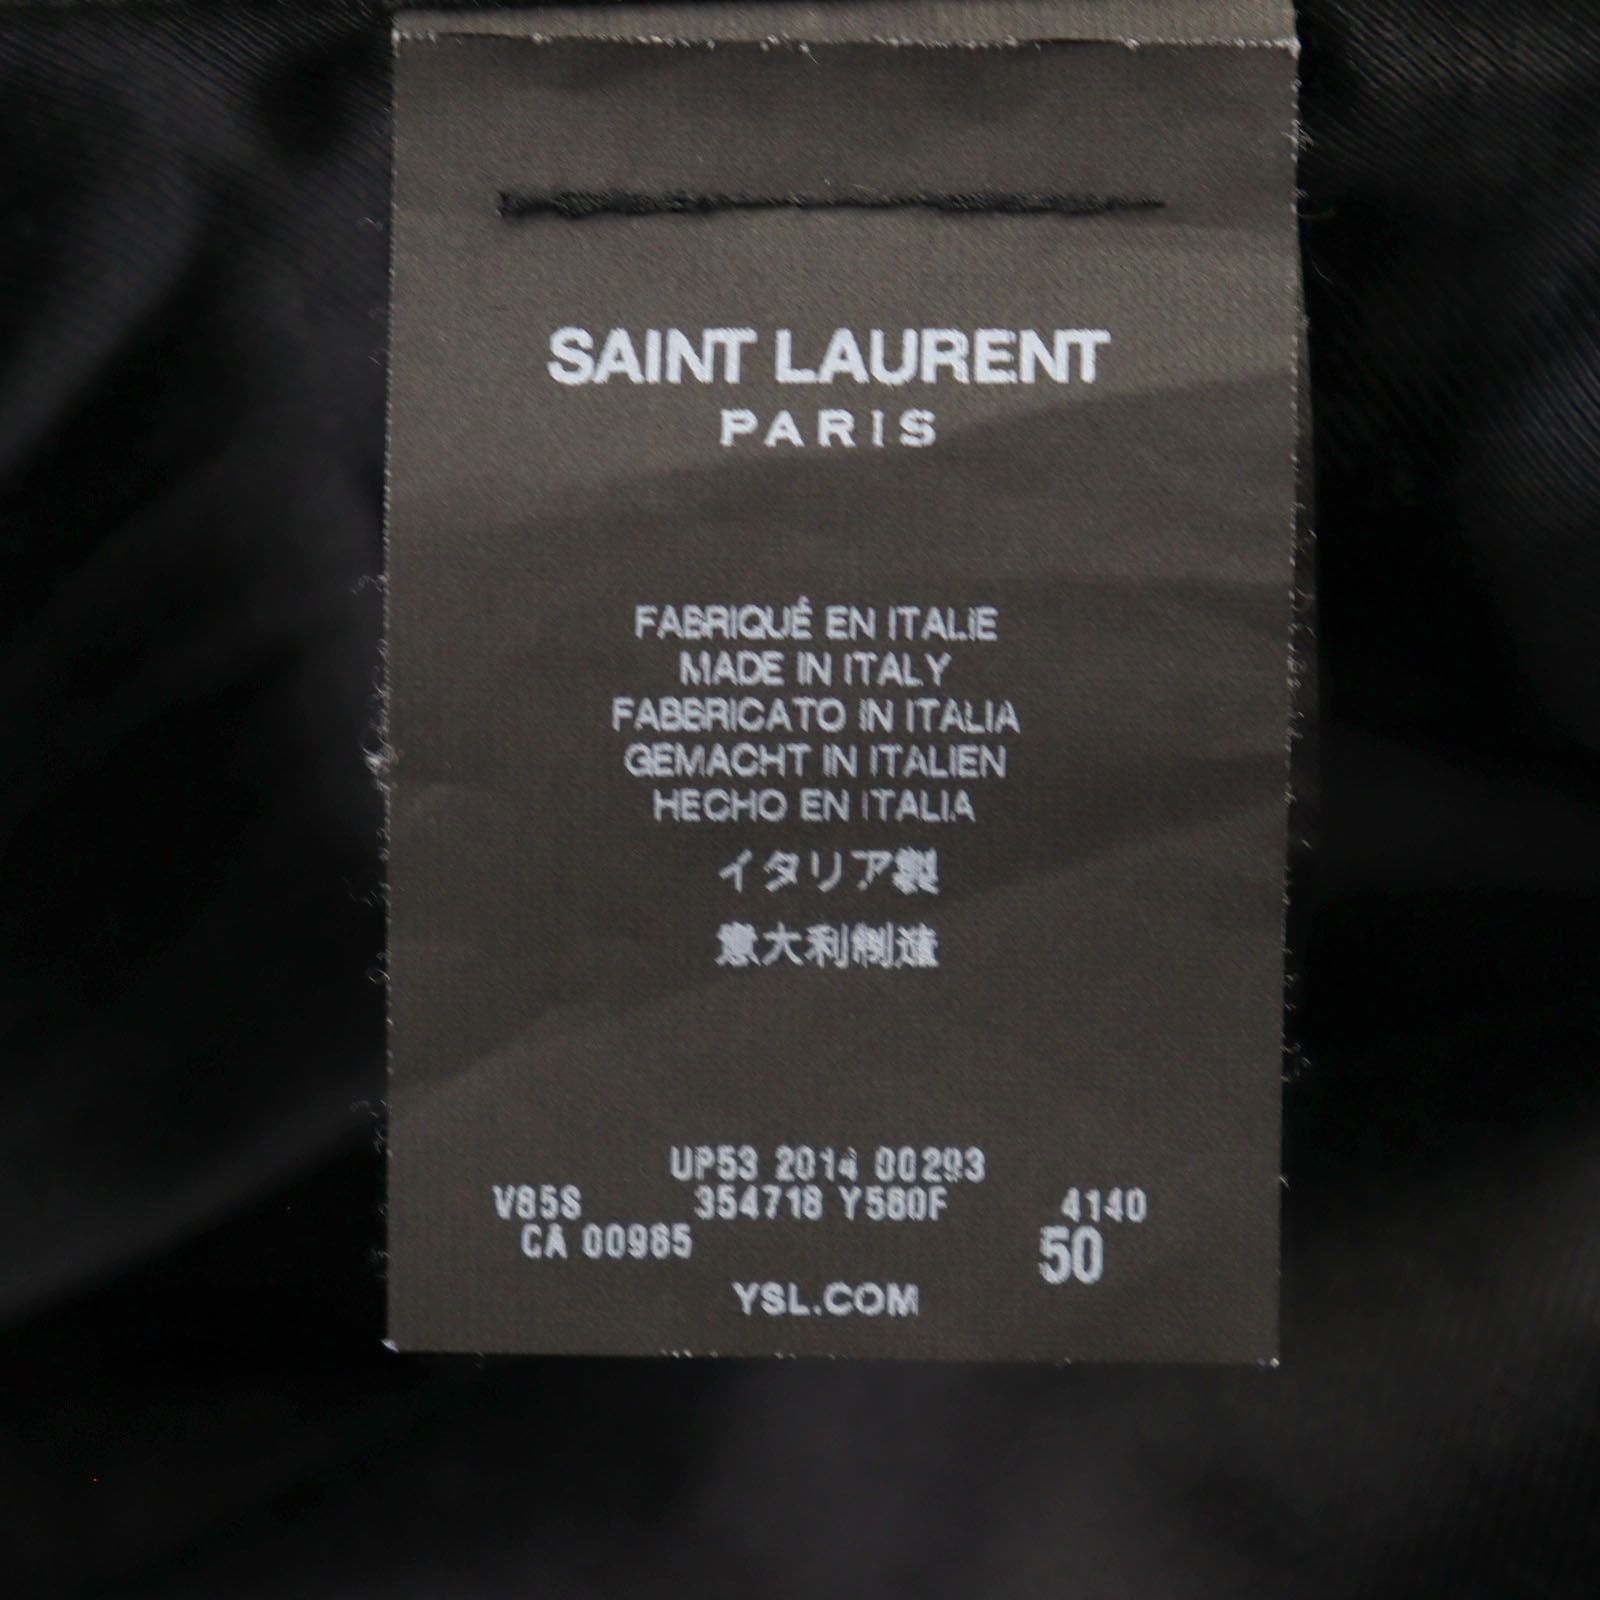 SAINT LAURENT
PARIS
FABRIQUÉ EN ITALIE
MADE IN ITALY
FABBRICATO IN ITALIA
GEMACHT IN ITALIEN
HECHO EN ITALIA
イタリア製
意大利制造
UP53 2014 00293
V85S 354718 Y580F 4140
CA 00965 50
YSL.COM